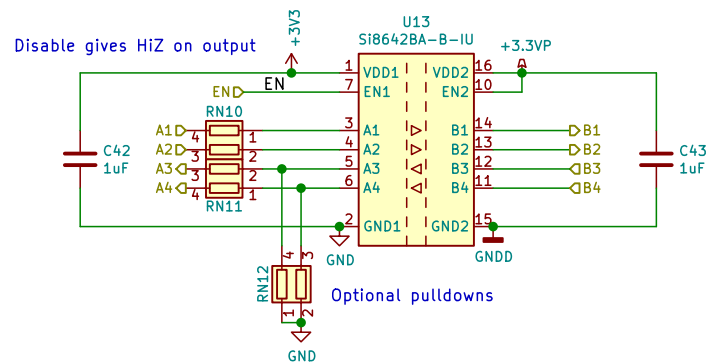 U13
Si8642BA-B-IU
Disable gives HiZ on output
+3V3
+3.3VP
1 VDD1 VDD2 16
EN EN 7 EN1 EN2 10
RN10
A1 4 1 3 A1 B1 14 B1
A2 3 2 4 A2 B2 13 B2
A3 3 2 5 A3 B3 12 B3
A4 4 1 6 A4 B4 11 B4
RN11
C42
1uF
C43
1uF
2 GND1 GND2 15
GND
GNDD
4 3
RN12
1 2
Optional pulldowns
GND